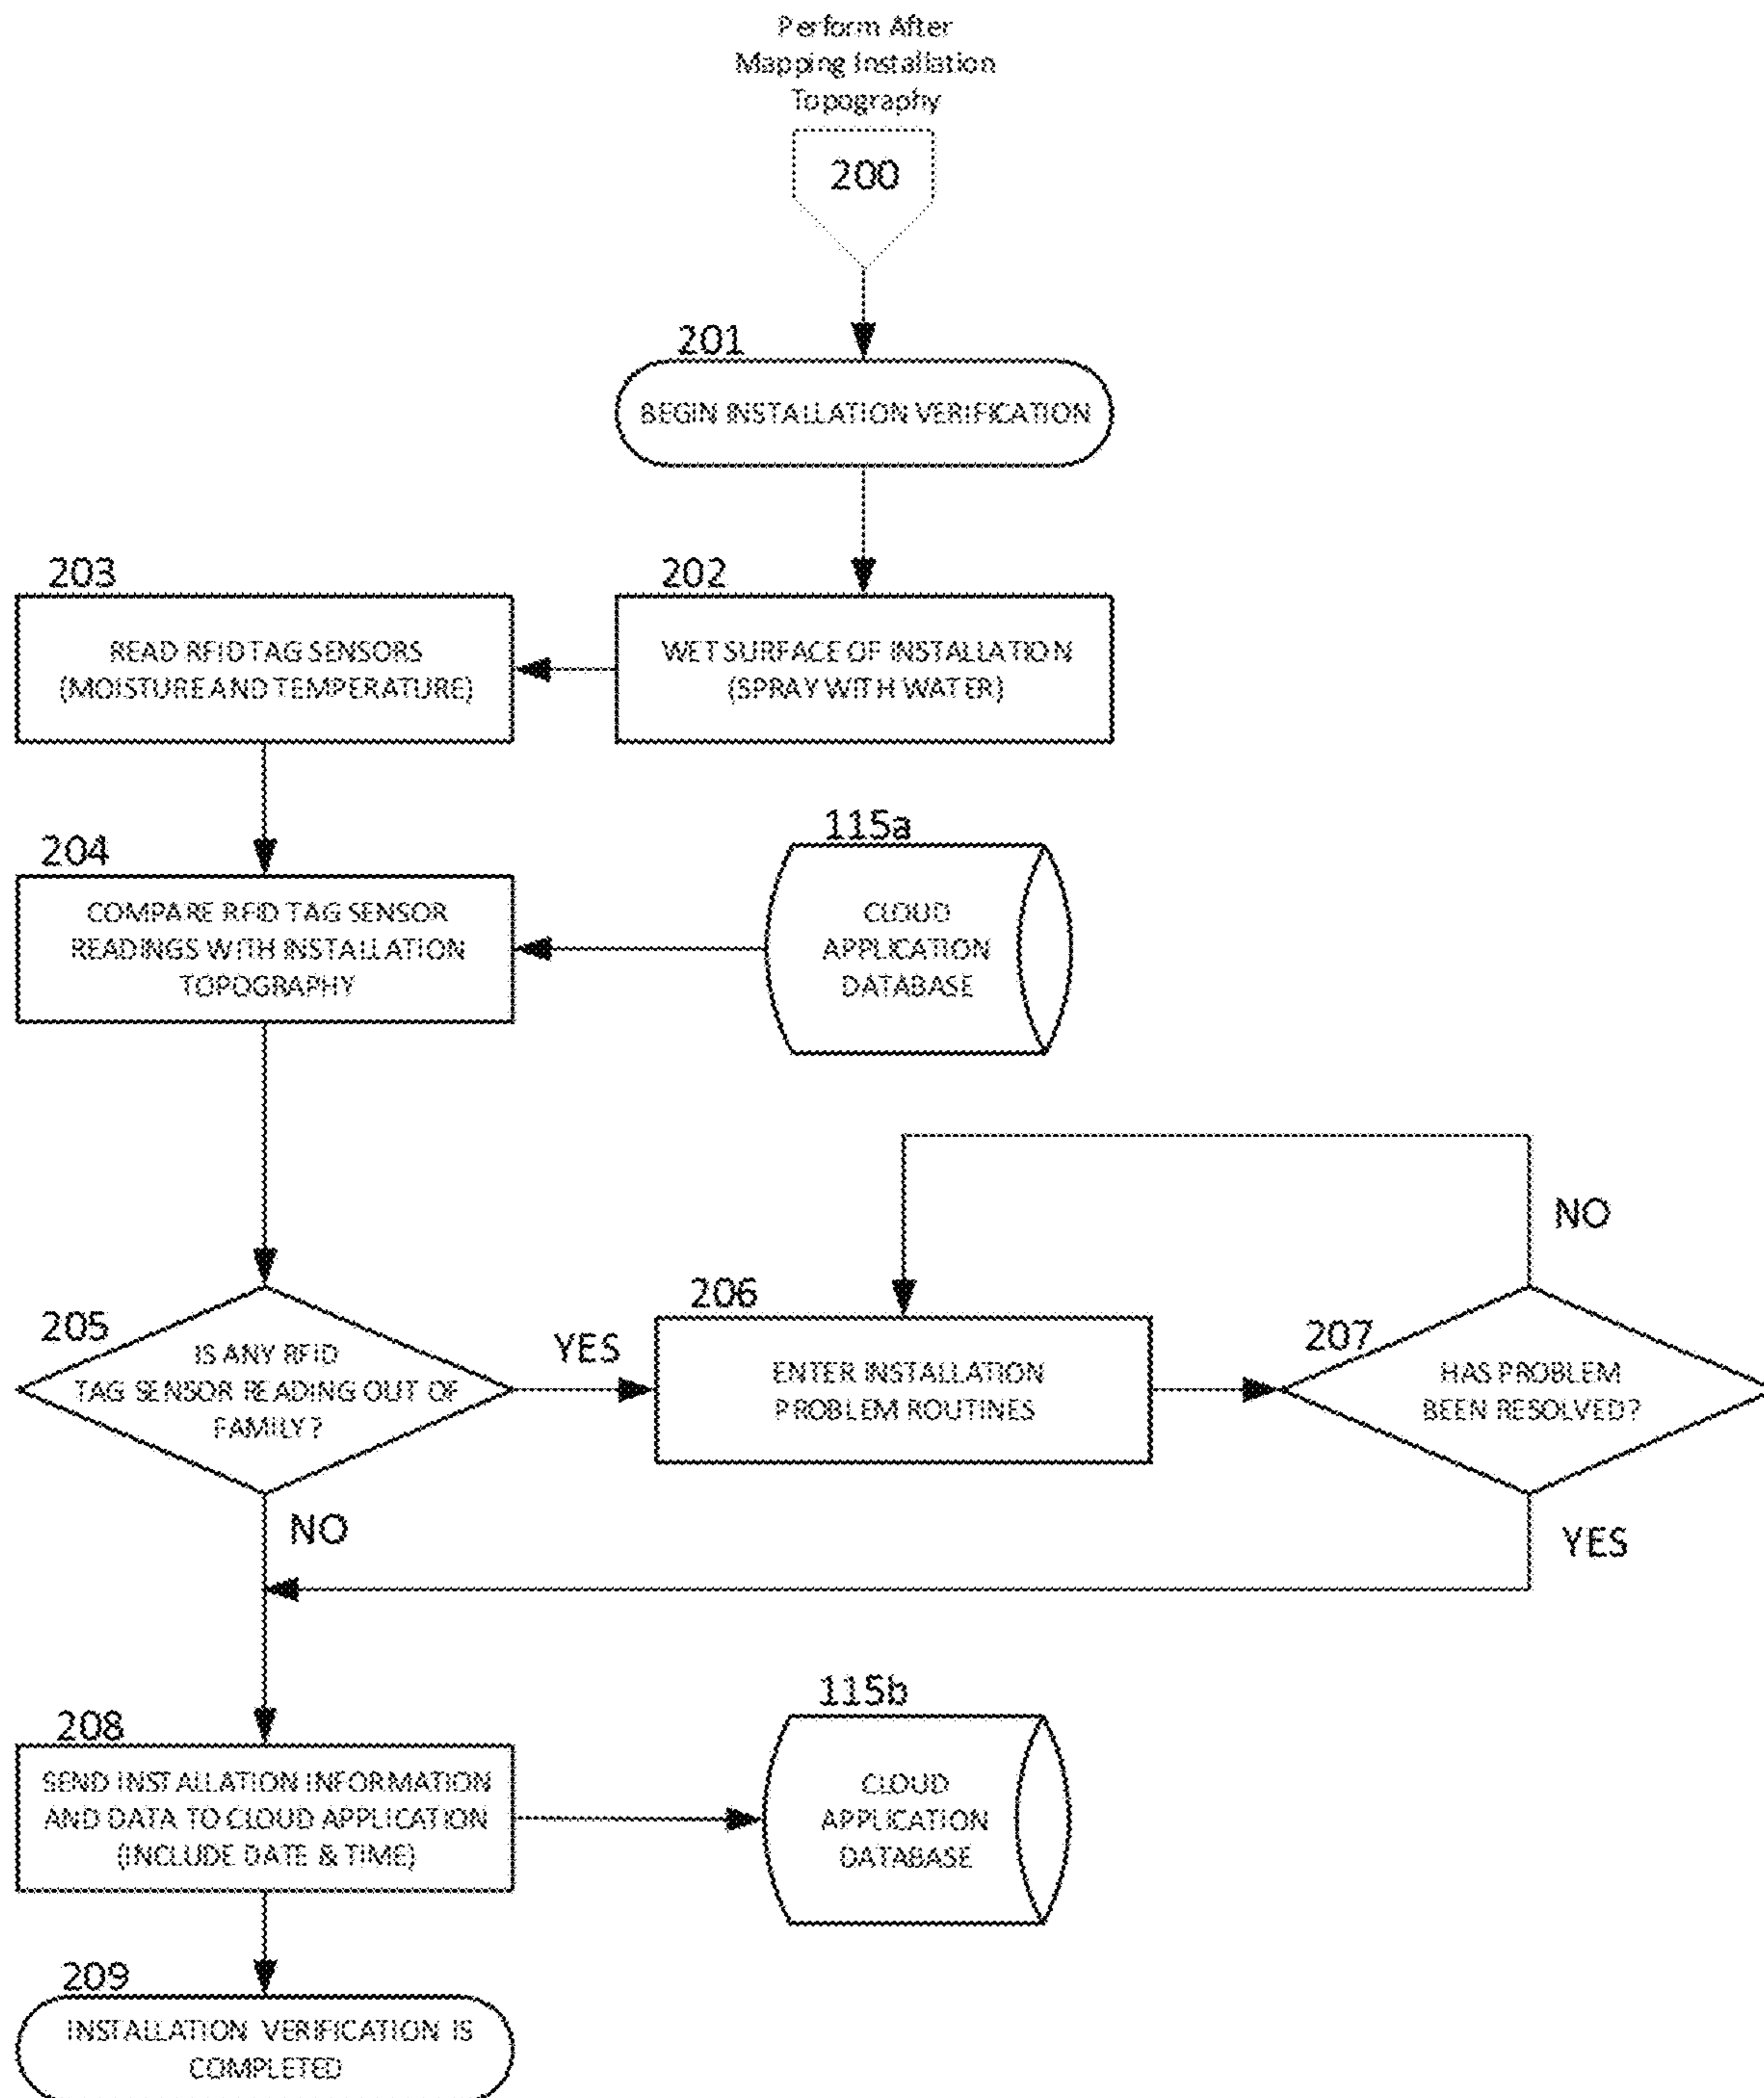 Perform After
Mapping Installation
Topography
200
201
BEGIN INSTALLATION VERIFICATION
203
READ RFID TAG SENSORS
(MOISTURE AND TEMPERATURE)
202
WET SURFACE OF INSTALLATION
(SPRAY WITH WATER)
204
COMPARE RFID TAG SENSOR
READINGS WITH INSTALLATION
TOPOGRAPHY
115a
CLOUD
APPLICATION
DATABASE
205
IS ANY RFID
TAG SENSOR READING OUT OF
FAMILY?
YES
NO
206
ENTER INSTALLATION
PROBLEM ROUTINES
207
HAS PROBLEM
BEEN RESOLVED?
NO
YES
208
SEND INSTALLATION INFORMATION
AND DATA TO CLOUD APPLICATION
(INCLUDE DATE & TIME)
115b
CLOUD
APPLICATION
DATABASE
209
INSTALLATION VERIFICATION IS
COMPLETED